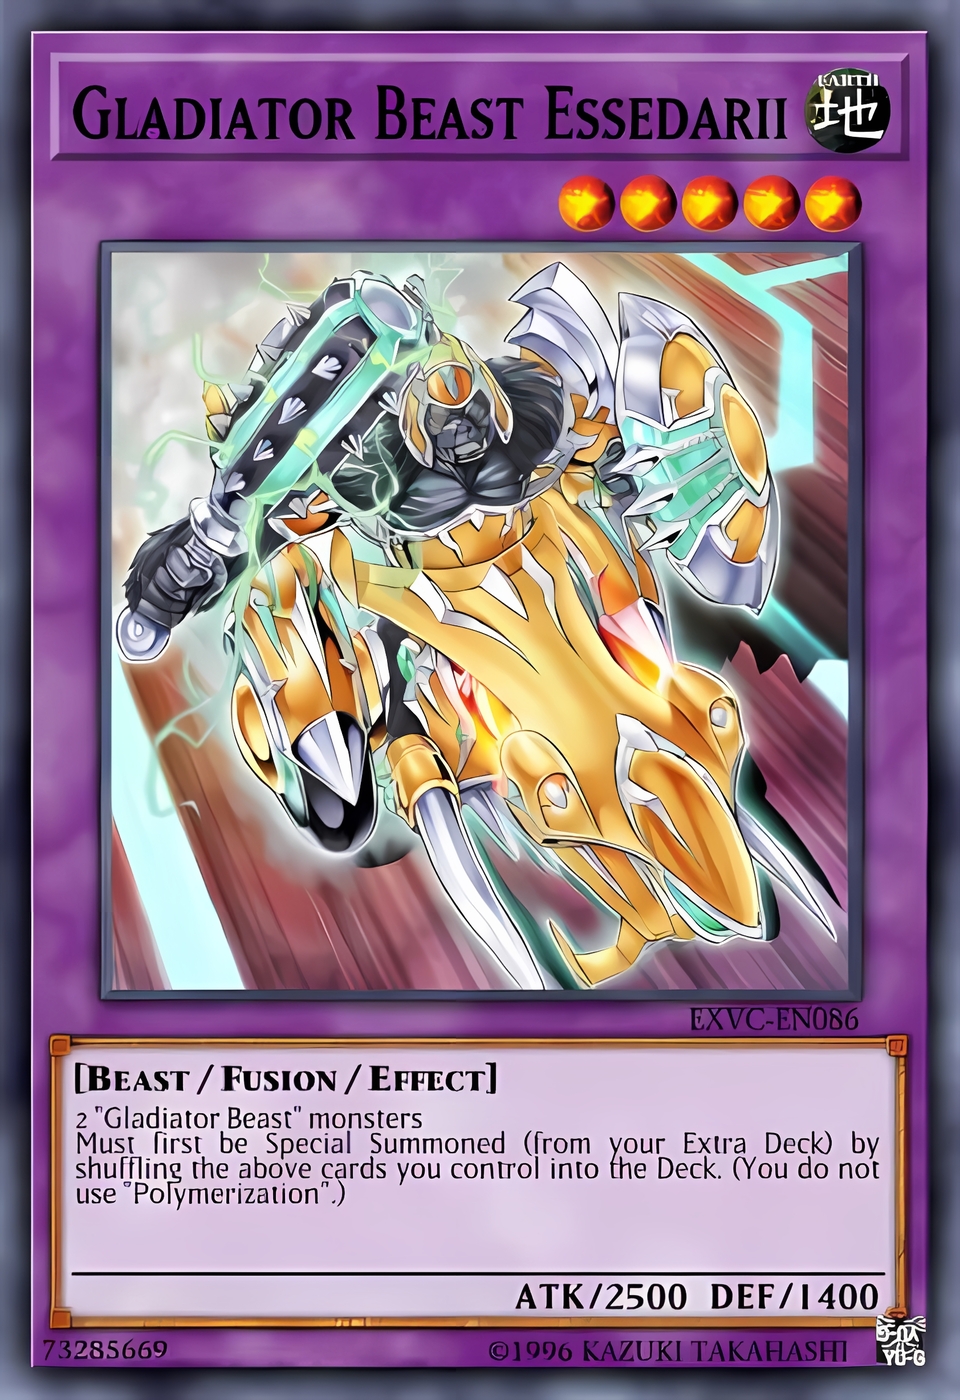 GLADIATOR BEAST ESSEDARII
EARTH
地
EXVC-EN086
[BEAST / FUSION / EFFECT]
2 "Gladiator Beast" monsters
Must first be Special Summoned (from your Extra Deck) by
shuffling the above cards you control into the Deck. (You do not
use "Polymerization".)
ATK/2500 DEF/1400
73285669
©1996 KAZUKI TAKAHASHI